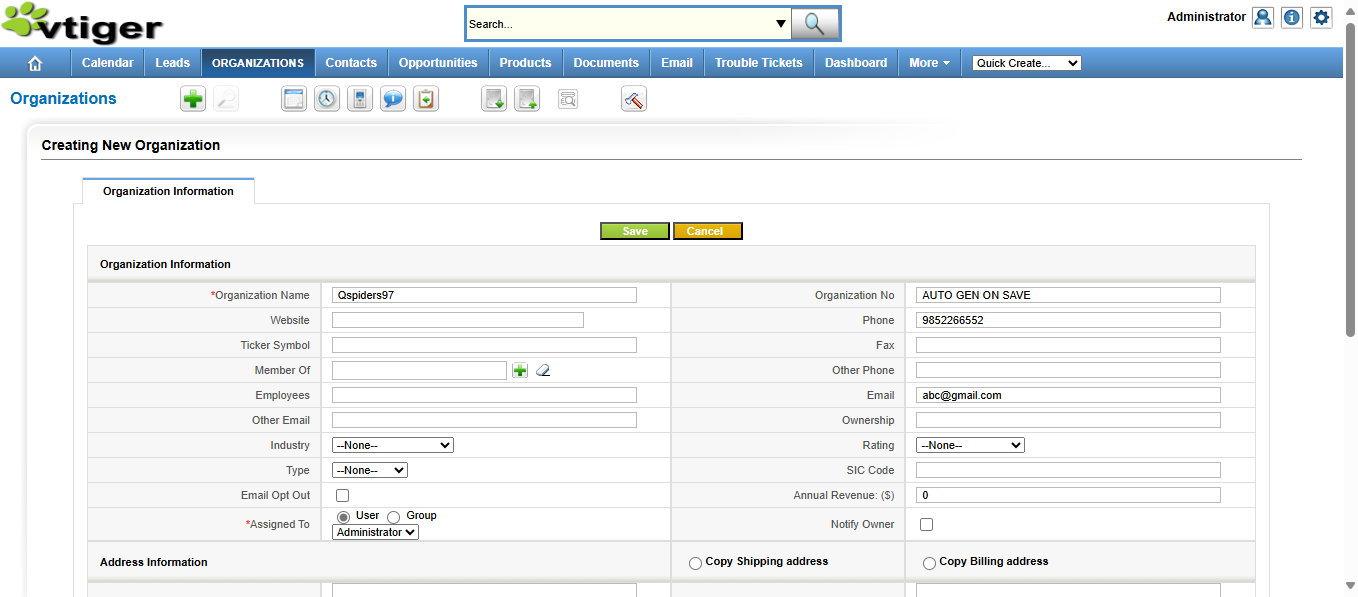 vtiger
Search...
Administrator
Calendar Leads ORGANIZATIONS Contacts Opportunities Products Documents Email Trouble Tickets Dashboard More Quick Create...
Organizations
Creating New Organization
Organization Information
Save Cancel
Organization Information
*Organization Name Qspiders97 Organization No AUTO GEN ON SAVE
Website Phone 9852266552
Ticker Symbol Fax
Member Of Other Phone
Employees Email abc@gmail.com
Other Email Ownership
Industry --None-- Rating --None--
Type --None-- SIC Code
Email Opt Out Annual Revenue: ($) 0
*Assigned To User Group Notify Owner
Administrator
Address Information Copy Shipping address Copy Billing address